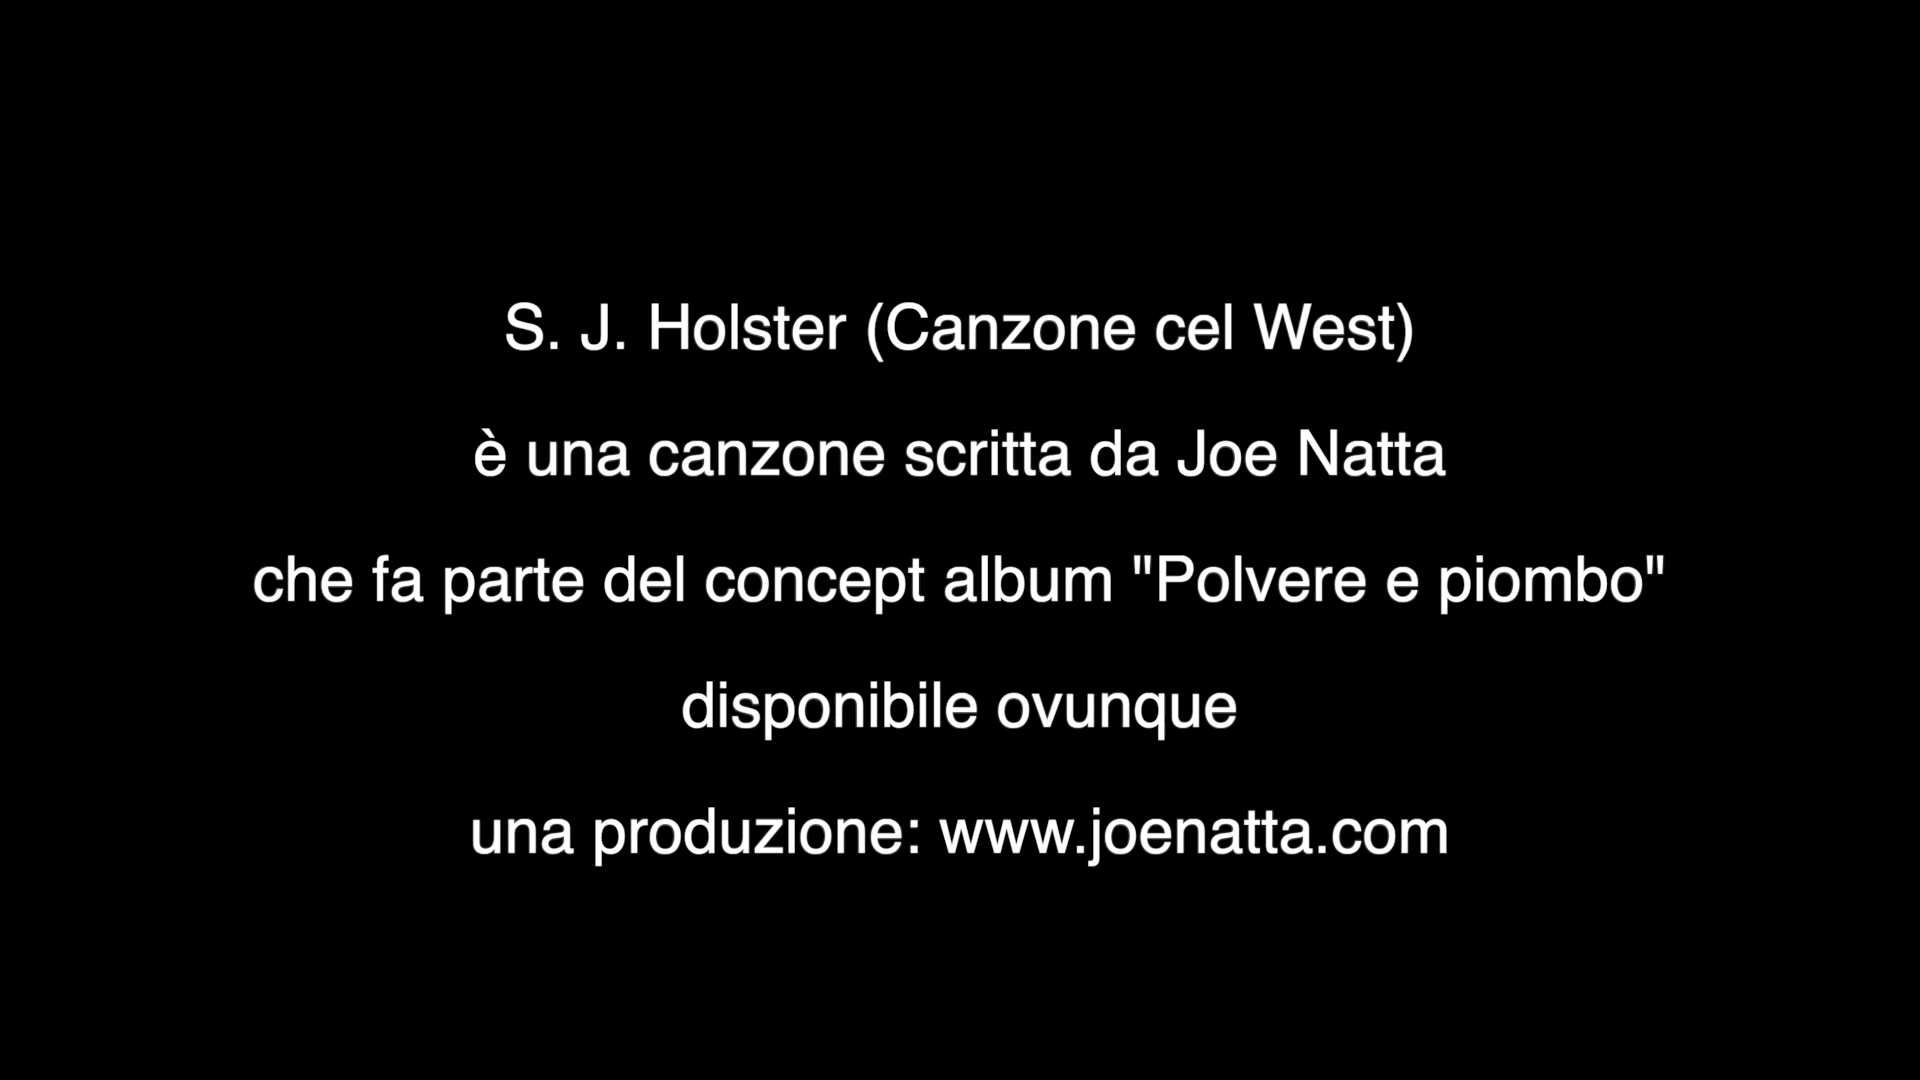 S. J. Holster (Canzone cel West)
è una canzone scritta da Joe Natta
che fa parte del concept album "Polvere e piombo"
disponibile ovunque
una produzione: www.joenatta.com